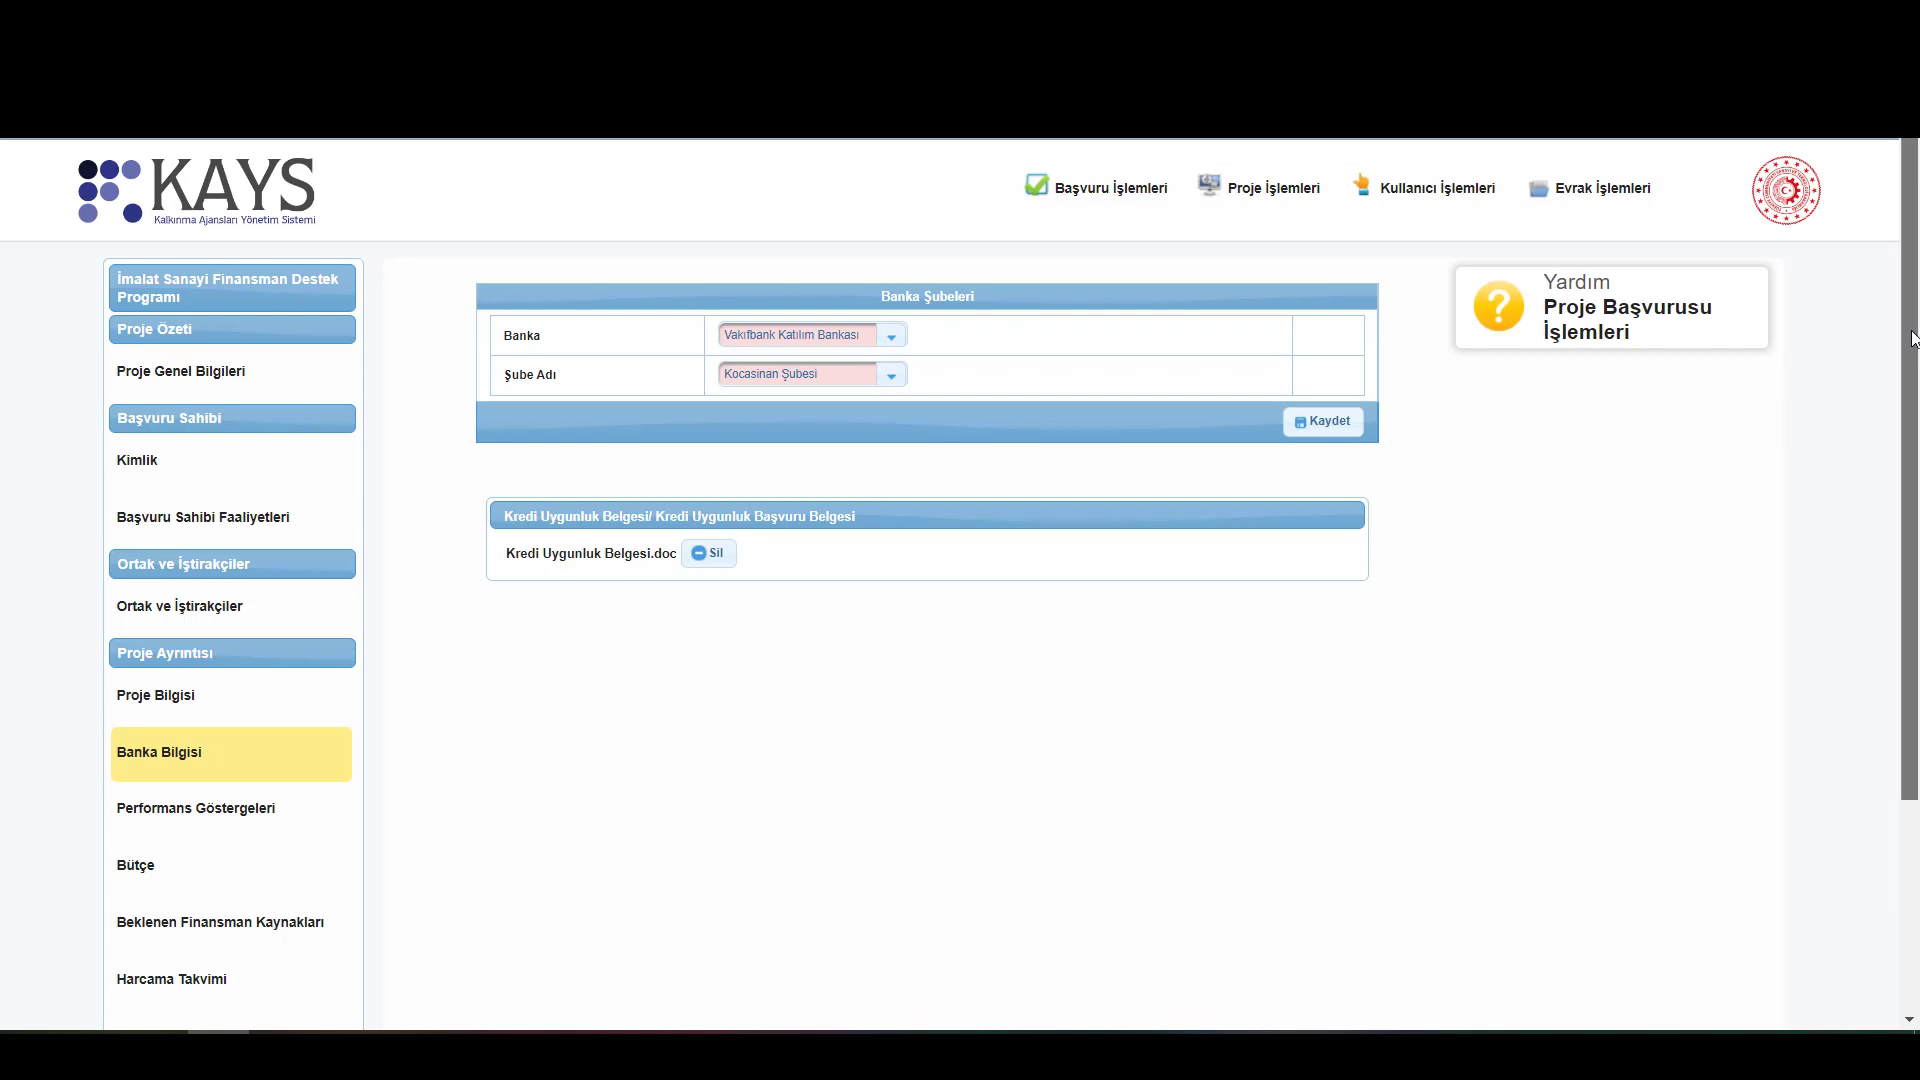 KAYS
Kalkınma Ajansları Yönetim Sistemi
Başvuru İşlemleri
Proje İşlemleri
Kullanıcı İşlemleri
Evrak İşlemleri
İmalat Sanayi Finansman Destek
Programı
Proje Özeti
Proje Genel Bilgileri
Başvuru Sahibi
Kimlik
Başvuru Sahibi Faaliyetleri
Ortak ve İştirakçiler
Ortak ve İştirakçiler
Proje Ayrıntısı
Proje Bilgisi
Banka Bilgisi
Performans Göstergeleri
Bütçe
Beklenen Finansman Kaynakları
Harcama Takvimi
Banka Şubeleri
Banka
Vakıfbank Katılım Bankası
Şube Adı
Kocasinan Şubesi
Kaydet
Kredi Uygunluk Belgesi/ Kredi Uygunluk Başvuru Belgesi
Kredi Uygunluk Belgesi.doc
Sil
Yardım
Proje Başvurusu
İşlemleri